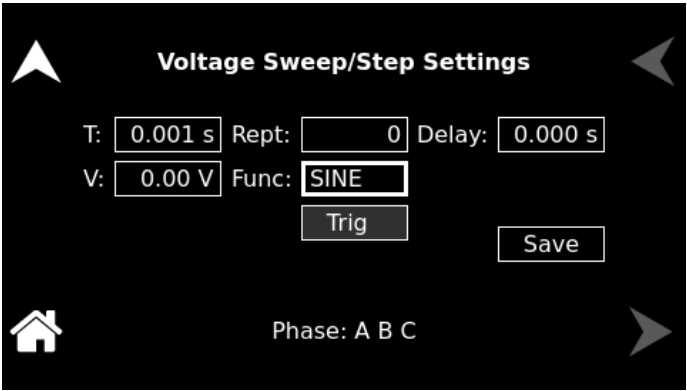 Voltage Sweep/Step Settings
T: 0.001 s Rept: 0 Delay: 0.000 s
V: 0.00 V Func: SINE
Trig
Save
Phase: A B C